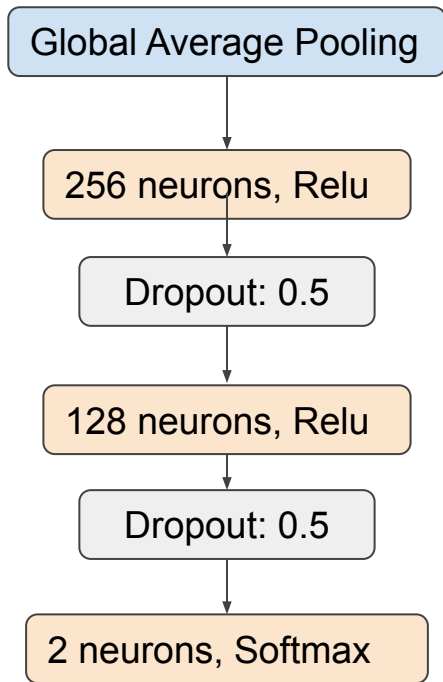 Global Average Pooling
256 neurons, Relu
Dropout: 0.5
128 neurons, Relu
Dropout: 0.5
2 neurons, Softmax